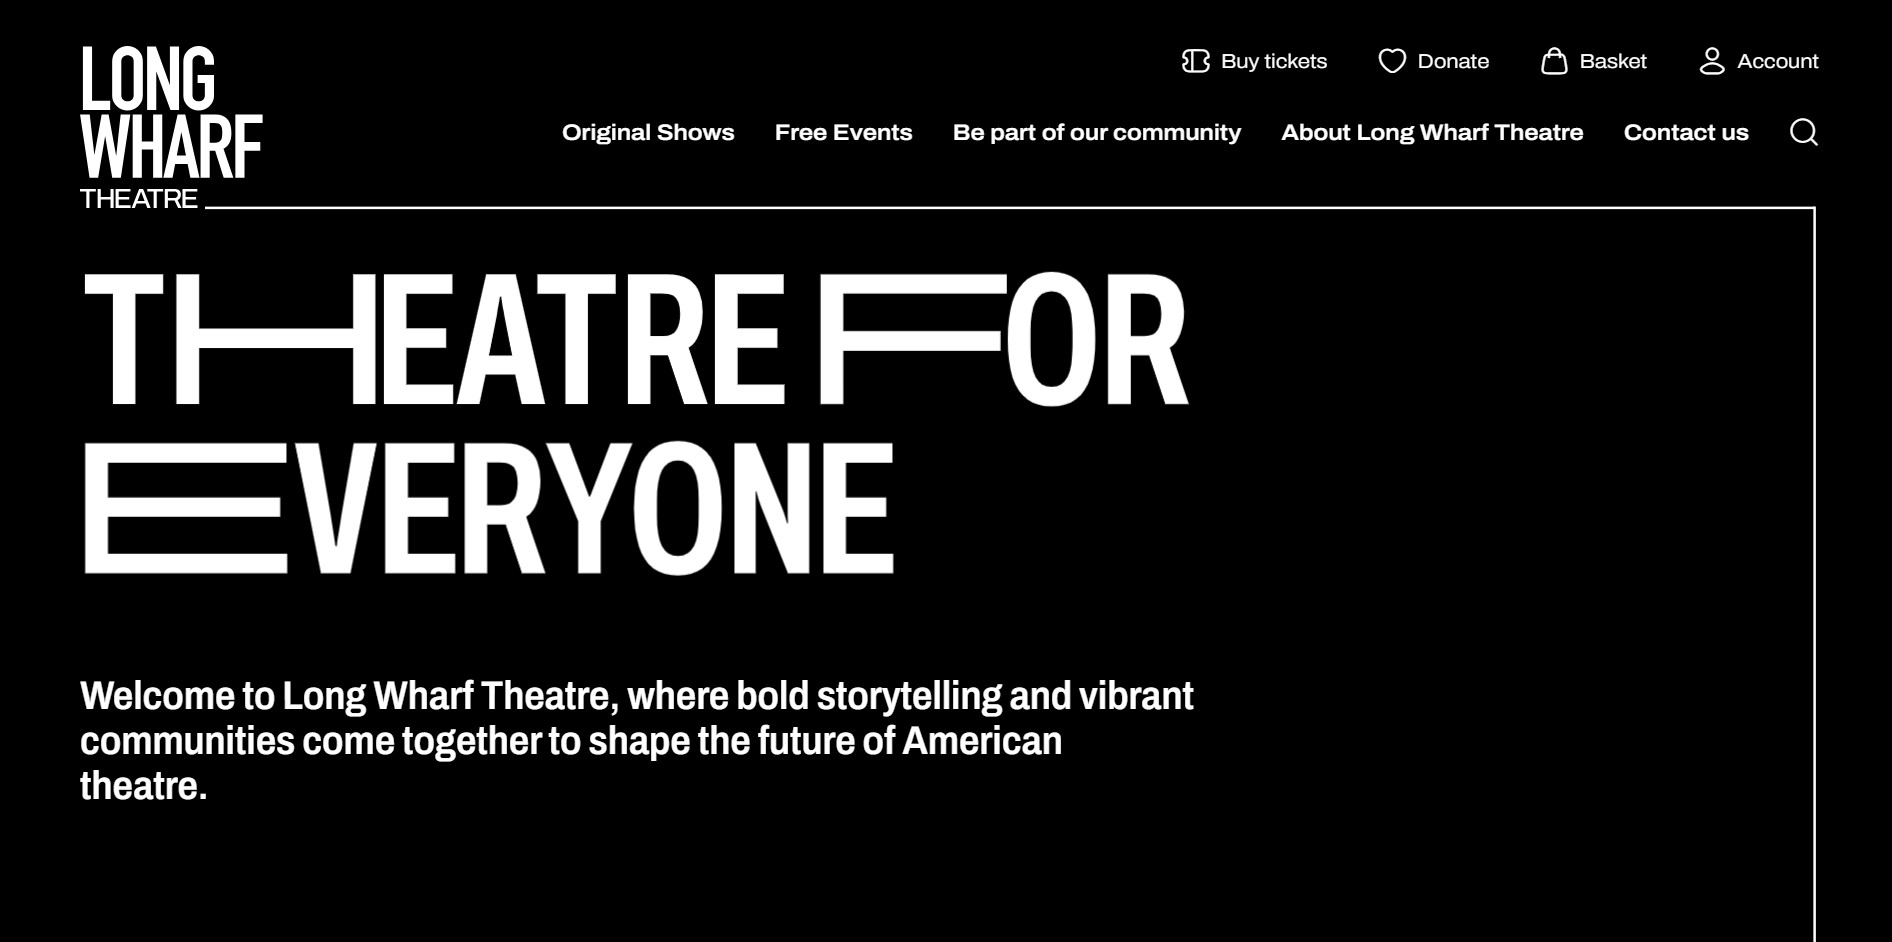 LONG
WHARF
THEATRE
Buy tickets
Donate
Basket
Account
Original Shows
Free Events
Be part of our community
About Long Wharf Theatre
Contact us
THEATRE FOR
EVERYONE
Welcome to Long Wharf Theatre, where bold storytelling and vibrant
communities come together to shape the future of American
theatre.